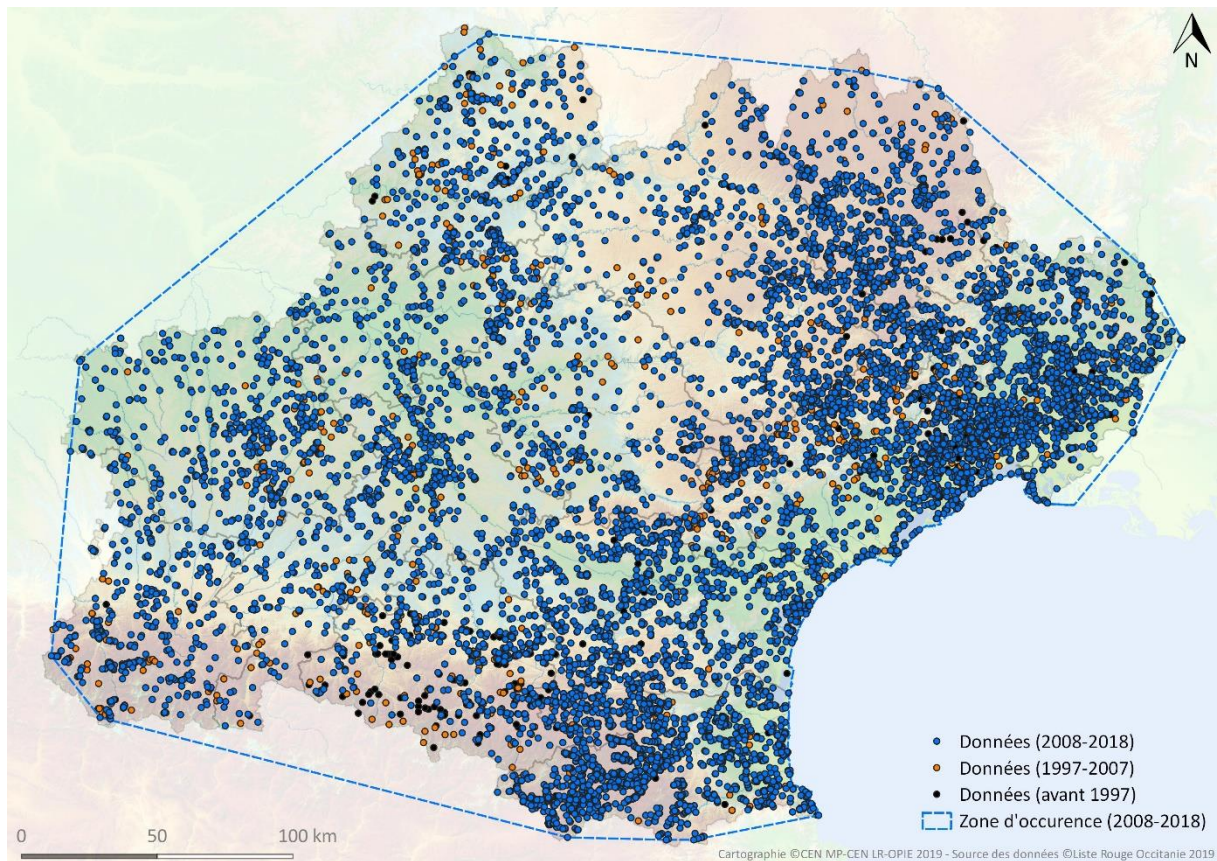 N
Données (2008-2018)
Données (1997-2007)
Données (avant 1997)
Zone d'occurence (2008-2018)
0 50 100 km
Cartographie ©CEN MP-CEN LR-OPIE 2019 - Source des données ©Liste Rouge Occitanie 2019